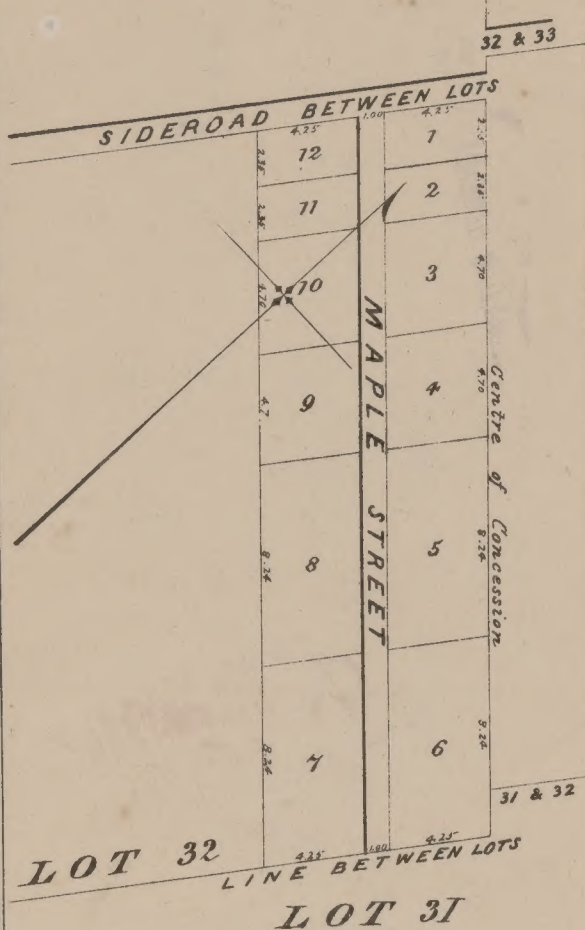 32 & 33
SIDEROAD BETWEEN LOTS
4.25 1.00 4.25
12 1
2.35
11 2
2.35
10 3
4.70
4.76
9 4
4.7 4.70
8 5
8.24 8.24
7 6
8.24 8.24
MAPLE STREET
Centre of Concession
31 & 32
4.25 1.00 4.25
LOT 32
LINE BETWEEN LOTS
LOT 31